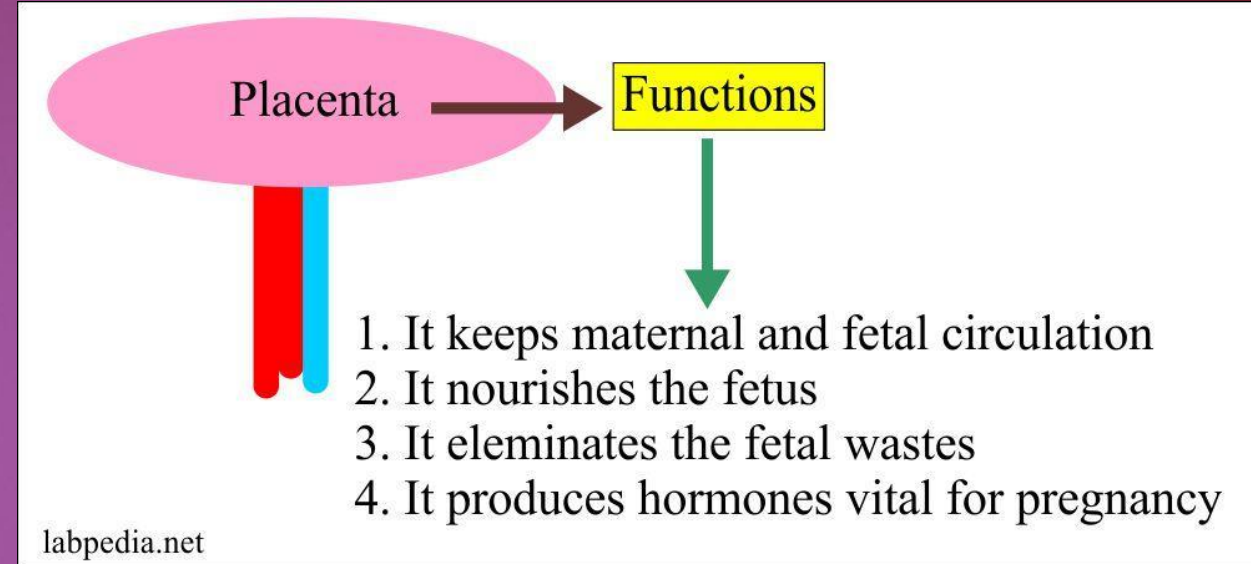 Placenta
Functions
1. It keeps maternal and fetal circulation
2. It nourishes the fetus
3. It eleminates the fetal wastes
4. It produces hormones vital for pregnancy
labpedia.net